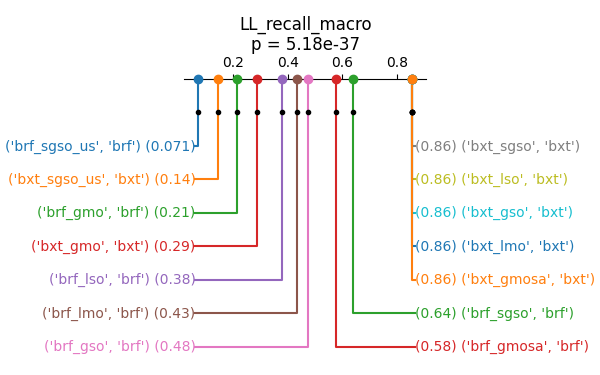 LL_recall_macro
p = 5.18e-37
0.2 0.4 0.6 0.8
('brf_sgso_us', 'brf') (0.071) (0.86) ('bxt_sgso', 'bxt')
('bxt_sgso_us', 'bxt') (0.14) (0.86) ('bxt_lso', 'bxt')
('brf_gmo', 'brf') (0.21) (0.86) ('bxt_gso', 'bxt')
('bxt_gmo', 'bxt') (0.29) (0.86) ('bxt_lmo', 'bxt')
('brf_lso', 'brf') (0.38) (0.86) ('bxt_gmosa', 'bxt')
('brf_lmo', 'brf') (0.43) (0.64) ('brf_sgso', 'brf')
('brf_gso', 'brf') (0.48) (0.58) ('brf_gmosa', 'brf')